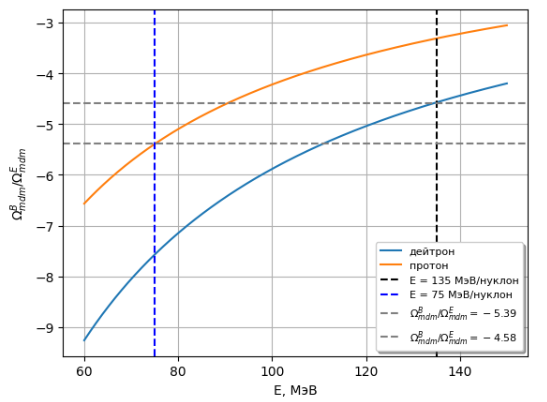 −3
−4
−5
−6
−7
−8
−9
Ω^B_mdm/Ω^E_mdm
дейтрон
протон
E = 135 МэВ/нуклон
E = 75 МэВ/нуклон
Ω^B_mdm/Ω^E_mdm = −5.39
Ω^B_mdm/Ω^E_mdm = −4.58
60 80 100 120 140
E, МэВ